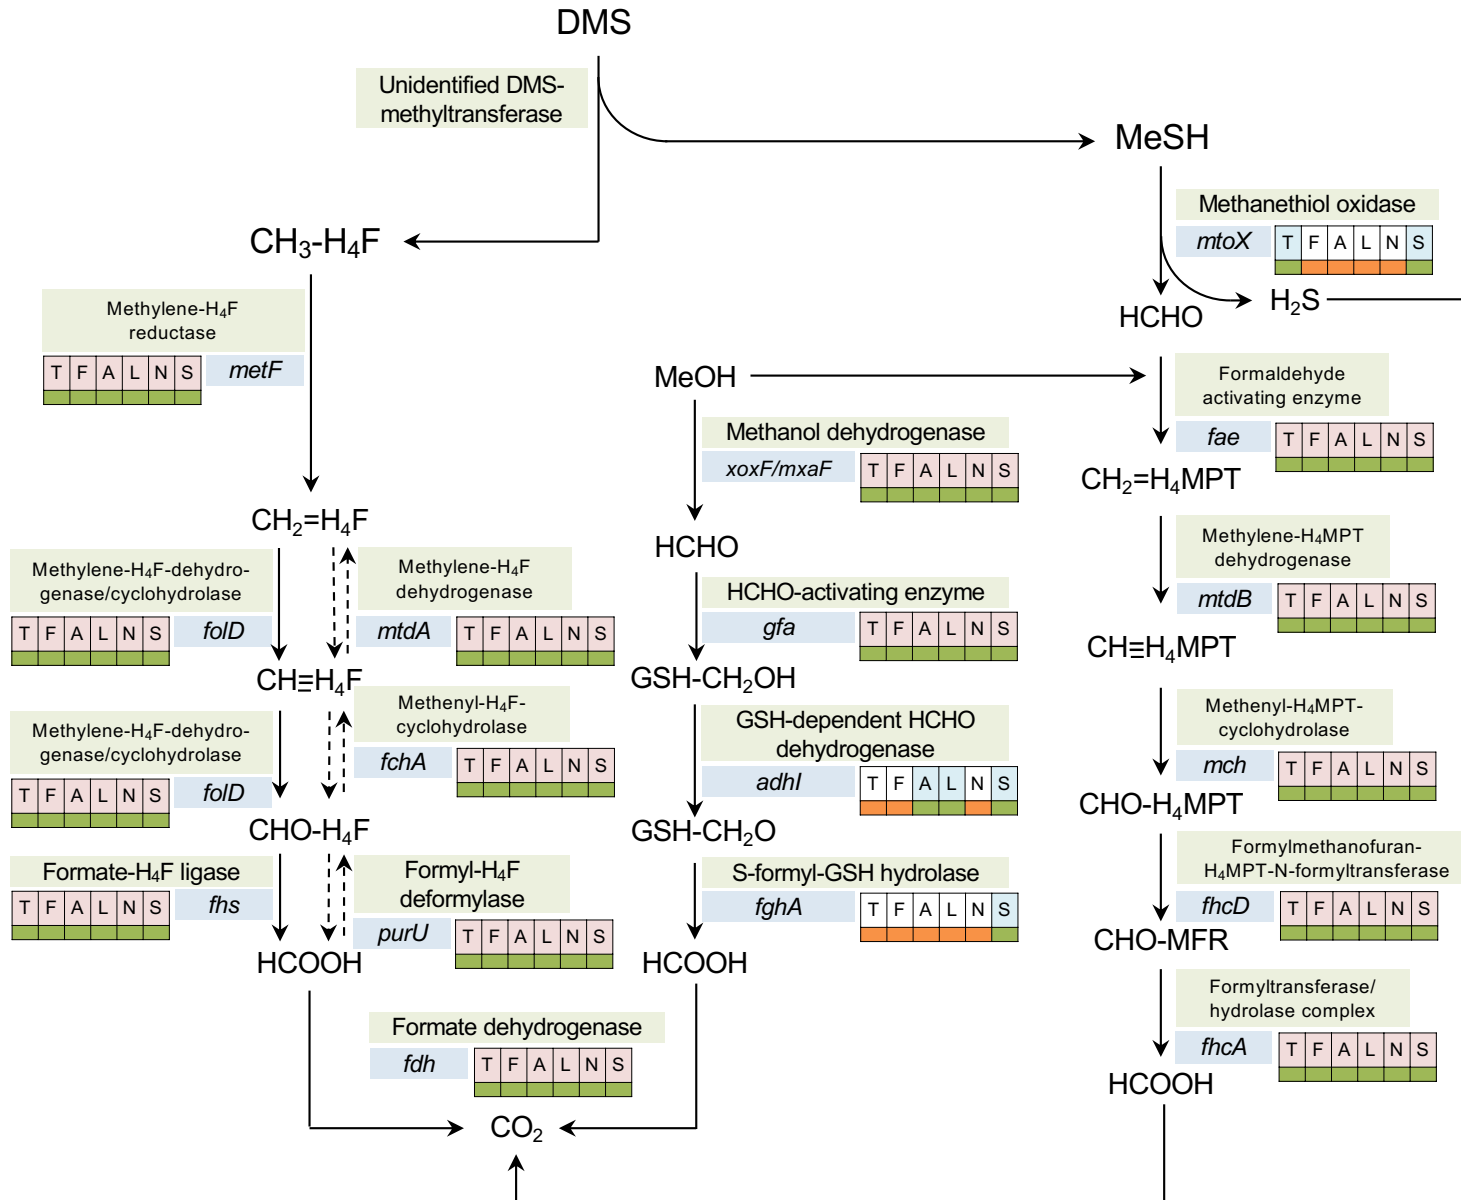 DMS
Unidentified DMS-
methyltransferase
MeSH
Methanethiol oxidase
mtoX
T F A L N S
CH₃-H₄F
HCHO
H₂S
Methylene-H₄F
reductase
T F A L N S
metF
MeOH
Formaldehyde
activating enzyme
fae
T F A L N S
Methanol dehydrogenase
xoxF/mxaF
T F A L N S
CH₂=H₄MPT
CH₂=H₄F
HCHO
Methylene-H₄MPT
dehydrogenase
mtdB
T F A L N S
Methylene-H₄F-dehydro-
genase/cyclohydrolase
T F A L N S
folD
Methylene-H₄F
dehydrogenase
mtdA
T F A L N S
HCHO-activating enzyme
gfa
T F A L N S
CH≡H₄MPT
CH≡H₄F
GSH-CH₂OH
Methylene-H₄F-dehydro-
genase/cyclohydrolase
T F A L N S
folD
Methenyl-H₄F-
cyclohydrolase
fchA
T F A L N S
GSH-dependent HCHO
dehydrogenase
adhI
T F A L N S
Methenyl-H₄MPT-
cyclohydrolase
mch
T F A L N S
CHO-H₄MPT
CHO-H₄F
GSH-CH₂O
Formate-H₄F ligase
T F A L N S
fhs
Formyl-H₄F
deformylase
purU
T F A L N S
S-formyl-GSH hydrolase
fghA
T F A L N S
Formylmethanofuran-
H₄MPT-N-formyltransferase
fhcD
T F A L N S
CHO-MFR
HCOOH
HCOOH
Formyltransferase/
hydrolase complex
fhcA
T F A L N S
Formate dehydrogenase
fdh
T F A L N S
HCOOH
CO₂